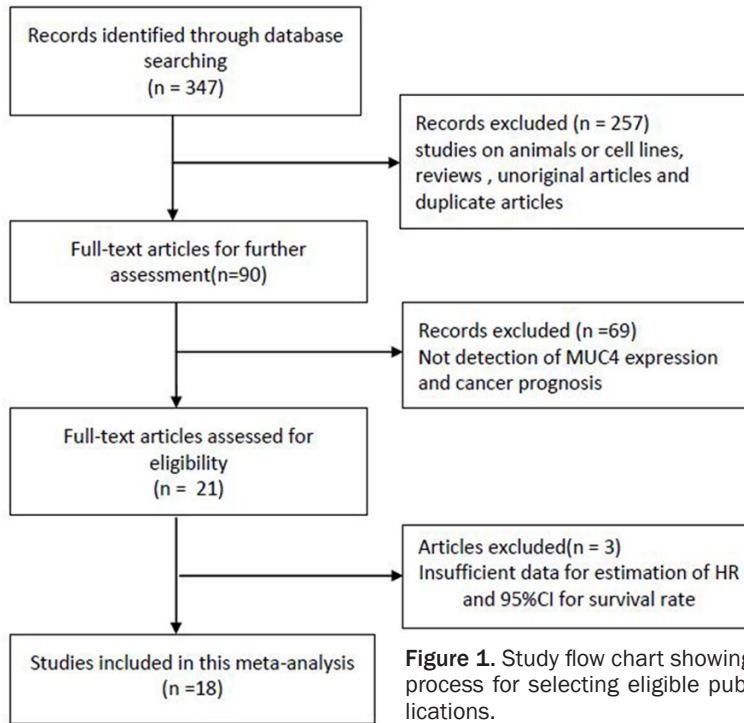 Records identified through database
searching
(n = 347)
Records excluded (n = 257)
studies on animals or cell lines,
reviews , unoriginal articles and
duplicate articles
Full-text articles for further
assessment(n=90)
Records excluded (n =69)
Not detection of MUC4 expression
and cancer prognosis
Full-text articles assessed for
eligibility
(n =  21)
Articles excluded(n = 3)
Insufficient data for estimation of HR
and 95%CI for survival rate
Studies included in this meta-analysis
(n =18)
Figure 1. Study flow chart showing
process for selecting eligible pub-
lications.